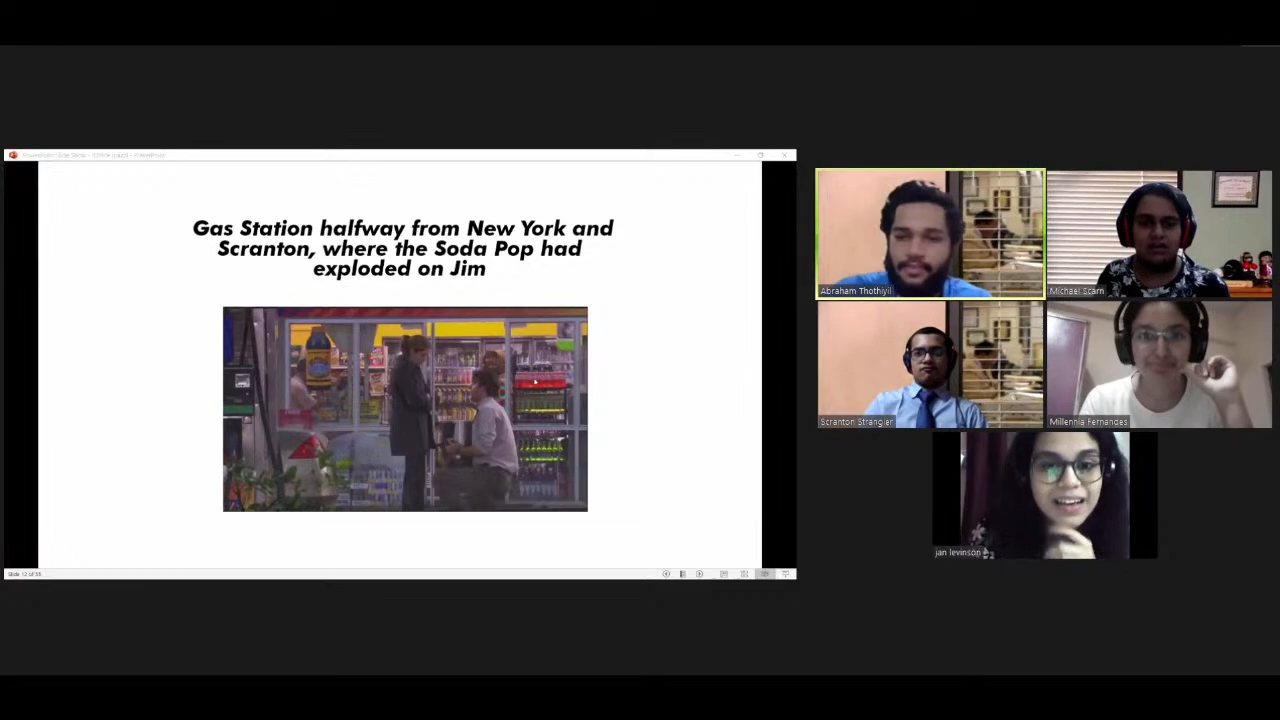 Gas Station halfway from New York and
Scranton, where the Soda Pop had
exploded on Jim
Abraham Thothiyil
Michael Scarn
Scranton Strangler
Millennia Fernandes
jan levinson